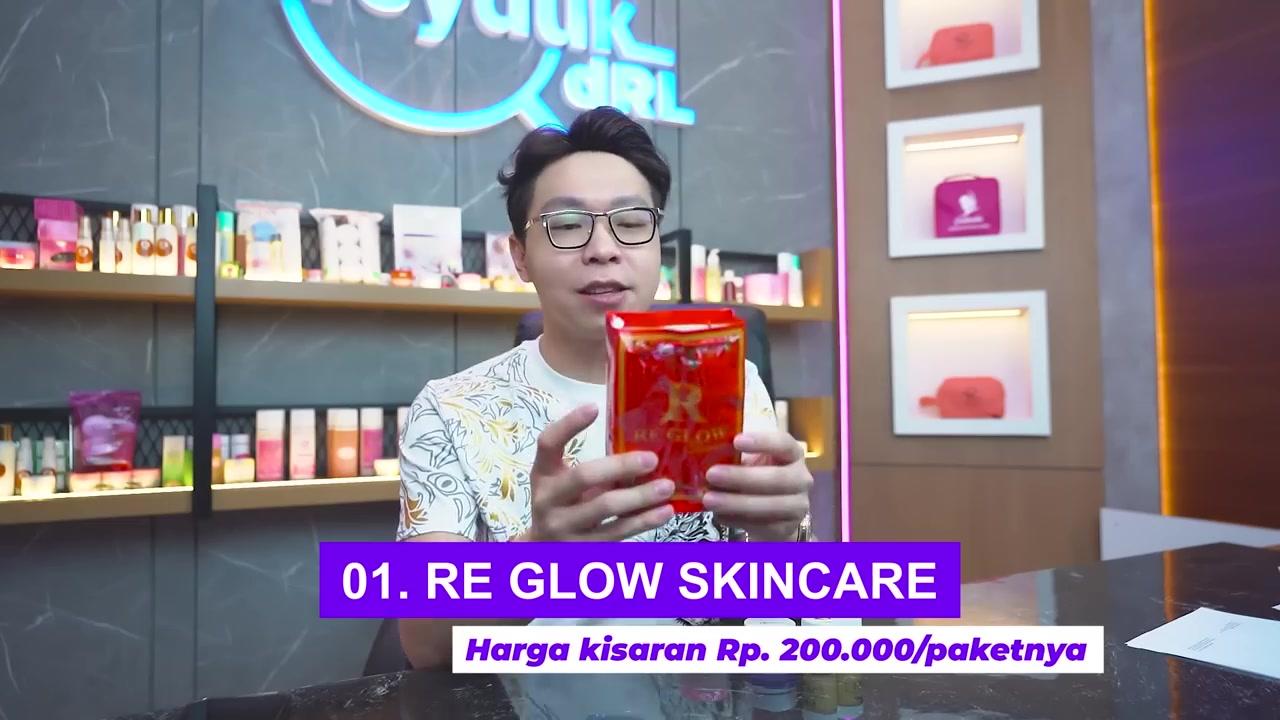 dRL
R
RE GLOW
01. RE GLOW SKINCARE
Harga kisaran Rp. 200.000/paketnya